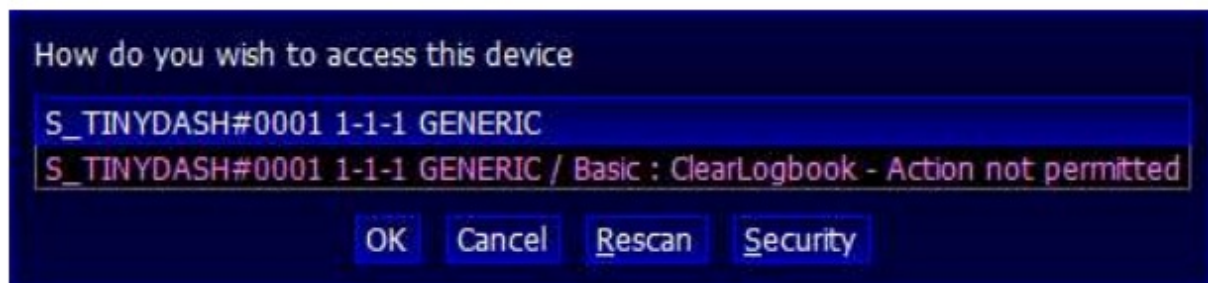 How do you wish to access this device
S_TINYDASH#0001 1-1-1 GENERIC
S_TINYDASH#0001 1-1-1 GENERIC / Basic : ClearLogbook - Action not permitted
OK Cancel Rescan Security